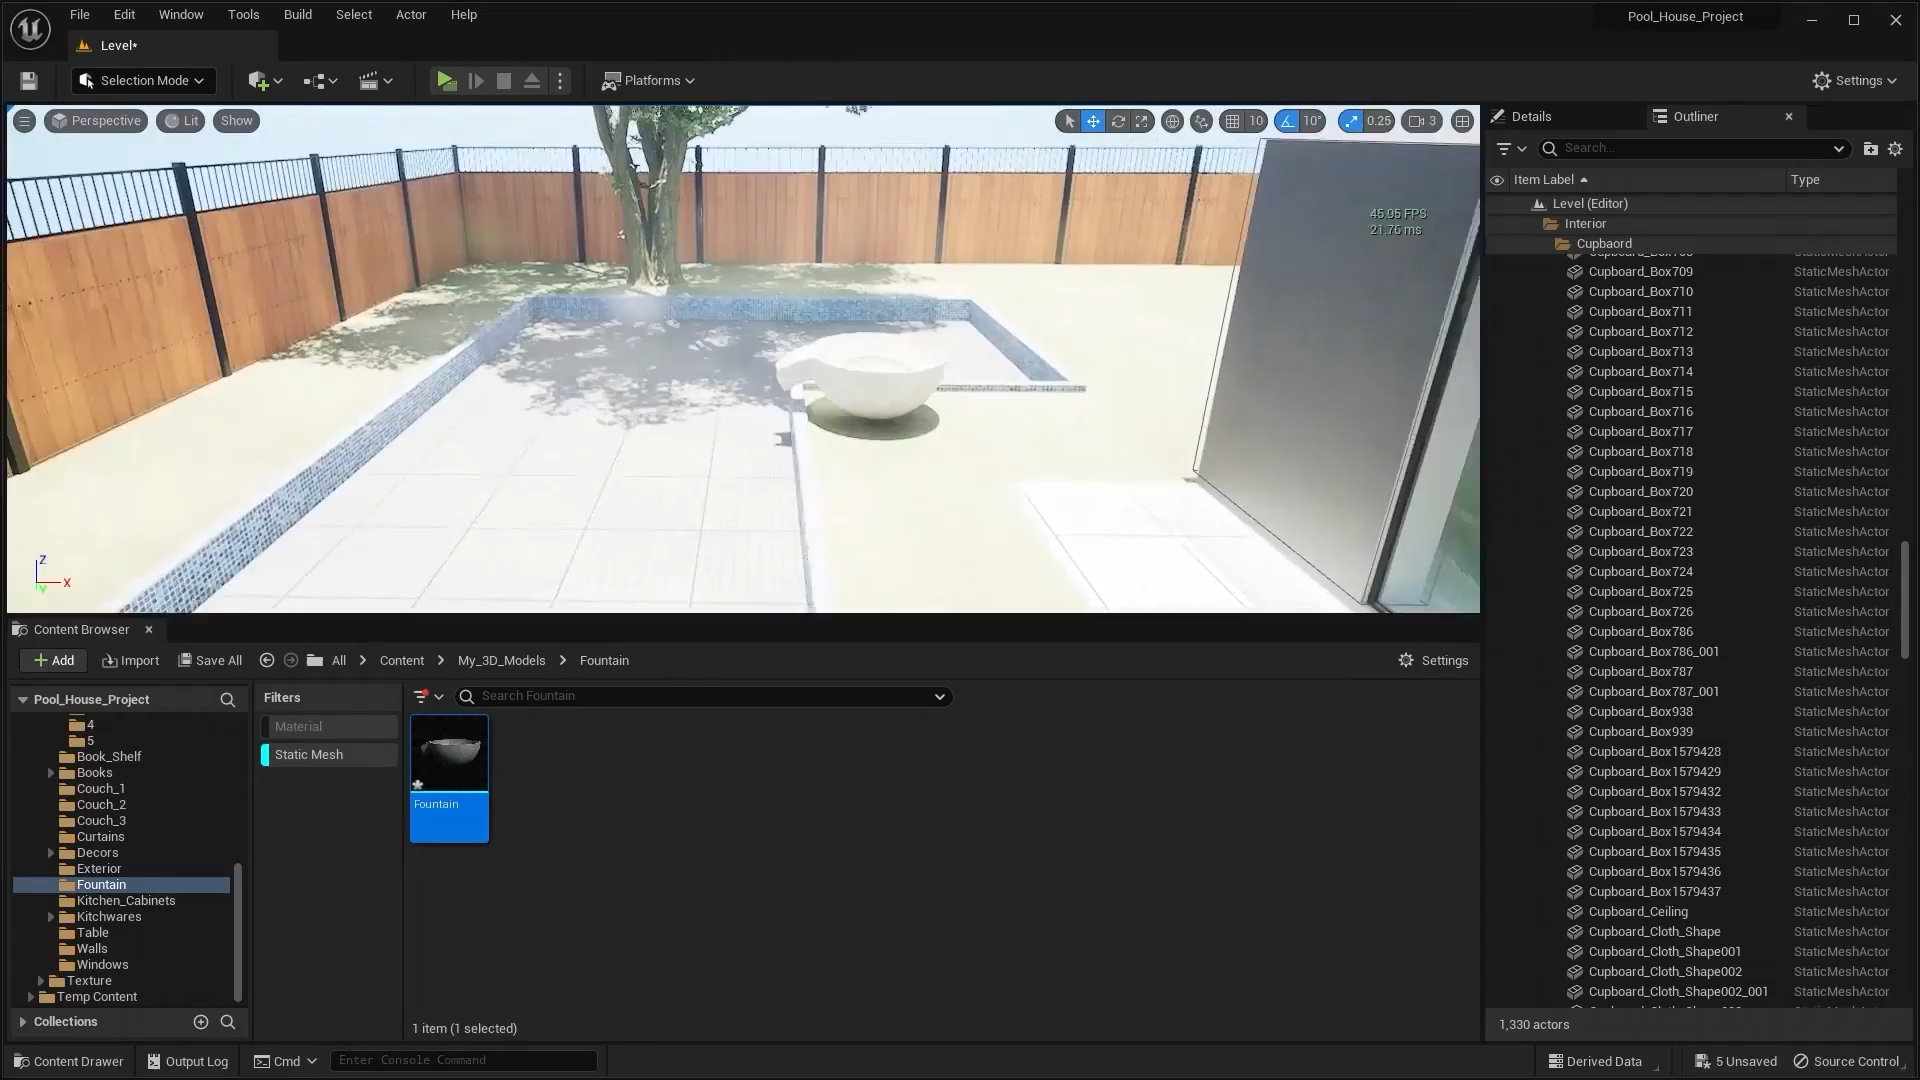 File Edit Window Tools Build Select Actor Help
Pool_House_Project
Level*
Selection Mode
Platforms
Settings
Perspective
Lit
Show
10
10°
0.25
3
45.95 FPS
21.76 ms
Z
X
Y
Details
Outliner
Search...
Item Label
Type
Level (Editor)
Interior
Cupbaord
Cupboard_Box709 StaticMeshActor
Cupboard_Box710 StaticMeshActor
Cupboard_Box711 StaticMeshActor
Cupboard_Box712 StaticMeshActor
Cupboard_Box713 StaticMeshActor
Cupboard_Box714 StaticMeshActor
Cupboard_Box715 StaticMeshActor
Cupboard_Box716 StaticMeshActor
Cupboard_Box717 StaticMeshActor
Cupboard_Box718 StaticMeshActor
Cupboard_Box719 StaticMeshActor
Cupboard_Box720 StaticMeshActor
Cupboard_Box721 StaticMeshActor
Cupboard_Box722 StaticMeshActor
Cupboard_Box723 StaticMeshActor
Cupboard_Box724 StaticMeshActor
Cupboard_Box725 StaticMeshActor
Cupboard_Box726 StaticMeshActor
Cupboard_Box786 StaticMeshActor
Cupboard_Box786_001 StaticMeshActor
Cupboard_Box787 StaticMeshActor
Cupboard_Box787_001 StaticMeshActor
Cupboard_Box938 StaticMeshActor
Cupboard_Box939 StaticMeshActor
Cupboard_Box1579428 StaticMeshActor
Cupboard_Box1579429 StaticMeshActor
Cupboard_Box1579432 StaticMeshActor
Cupboard_Box1579433 StaticMeshActor
Cupboard_Box1579434 StaticMeshActor
Cupboard_Box1579435 StaticMeshActor
Cupboard_Box1579436 StaticMeshActor
Cupboard_Box1579437 StaticMeshActor
Cupboard_Ceiling StaticMeshActor
Cupboard_Cloth_Shape StaticMeshActor
Cupboard_Cloth_Shape001 StaticMeshActor
Cupboard_Cloth_Shape002 StaticMeshActor
Cupboard_Cloth_Shape002_001 StaticMeshActor
1,330 actors
Content Browser
Add
Import
Save All
All
Content
My_3D_Models
Fountain
Settings
Pool_House_Project
4
5
Book_Shelf
Books
Couch_1
Couch_2
Couch_3
Curtains
Decors
Exterior
Fountain
Kitchen_Cabinets
Kitchwares
Table
Walls
Windows
Texture
Temp Content
Collections
Filters
Material
Static Mesh
Search Fountain
Fountain
1 item (1 selected)
Content Drawer
Output Log
Cmd
Enter Console Command
Derived Data
5 Unsaved
Source Control